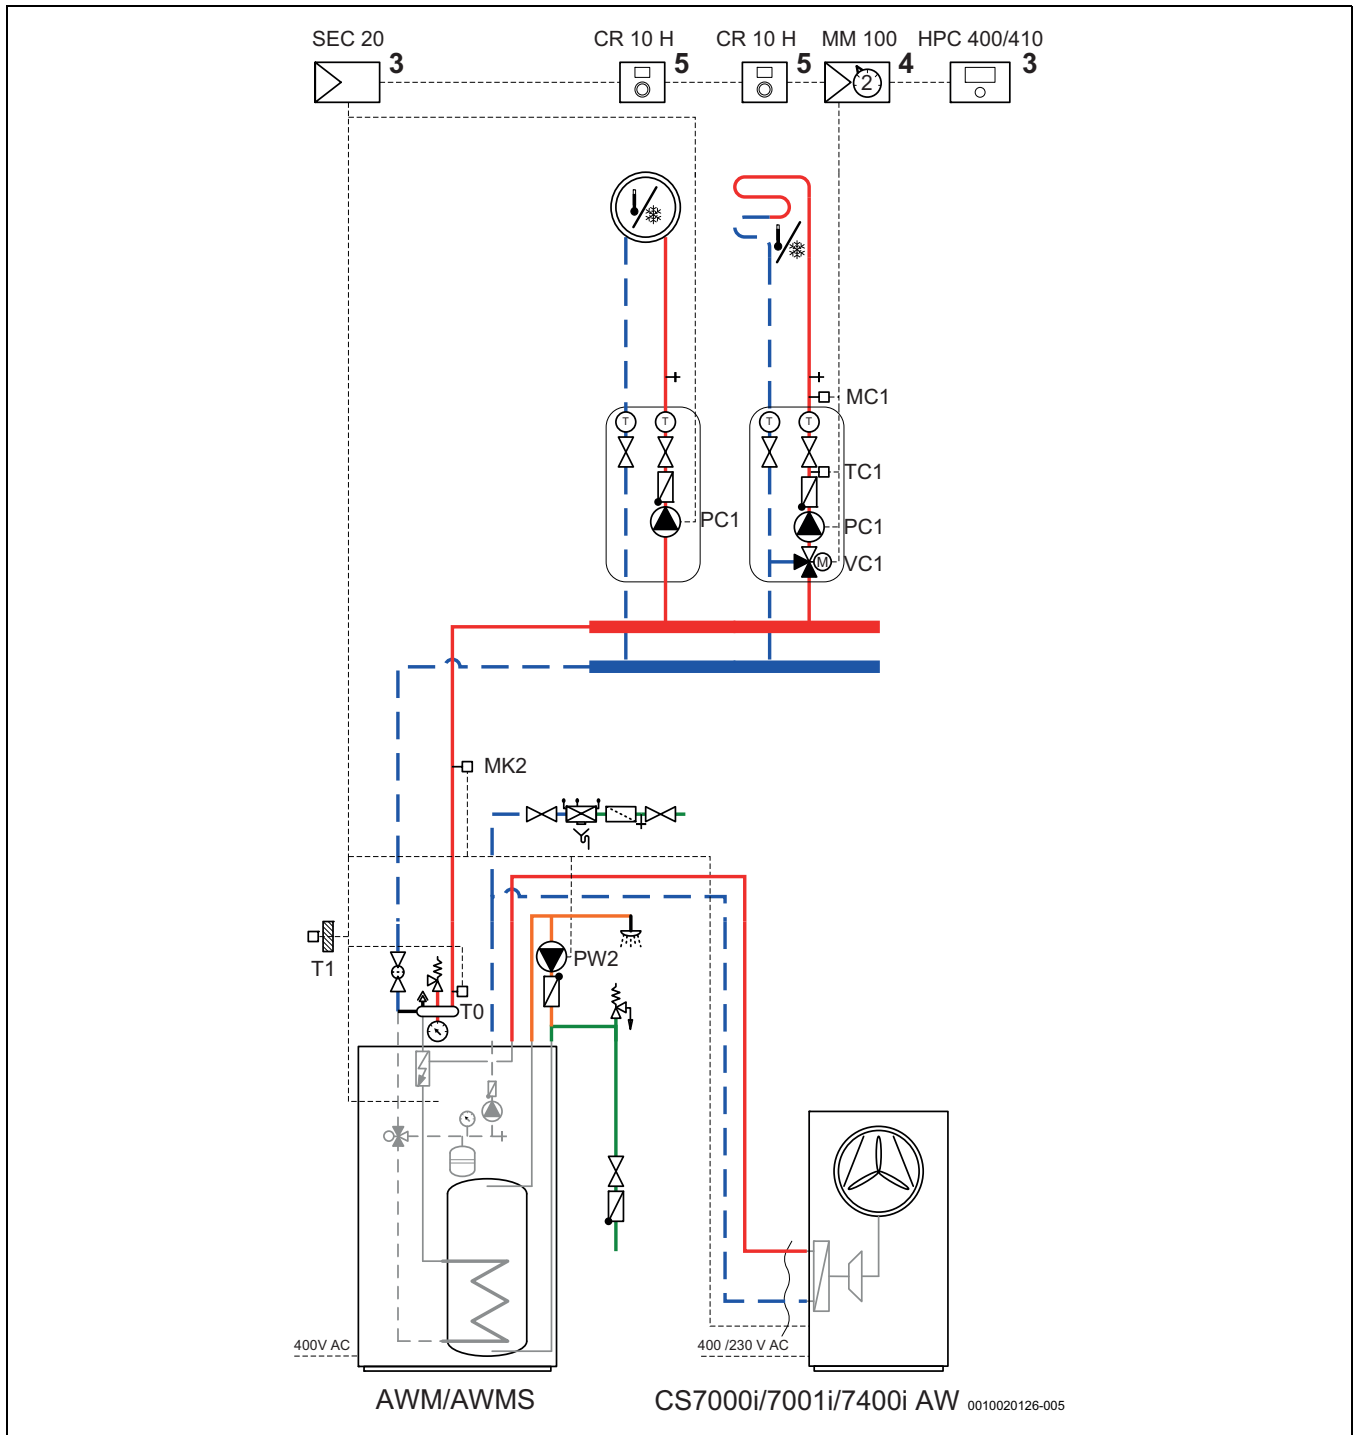 SEC 20
3
CR 10 H
5
CR 10 H
5
MM 100
4
HPC 400/410
3
2
MC1
T
T
T
T
TC1
PC1
PC1
M
VC1
MK2
T1
PW2
T0
400V AC
400 /230 V AC
AWM/AWMS
CS7000i/7001i/7400i AW
0010020126-005